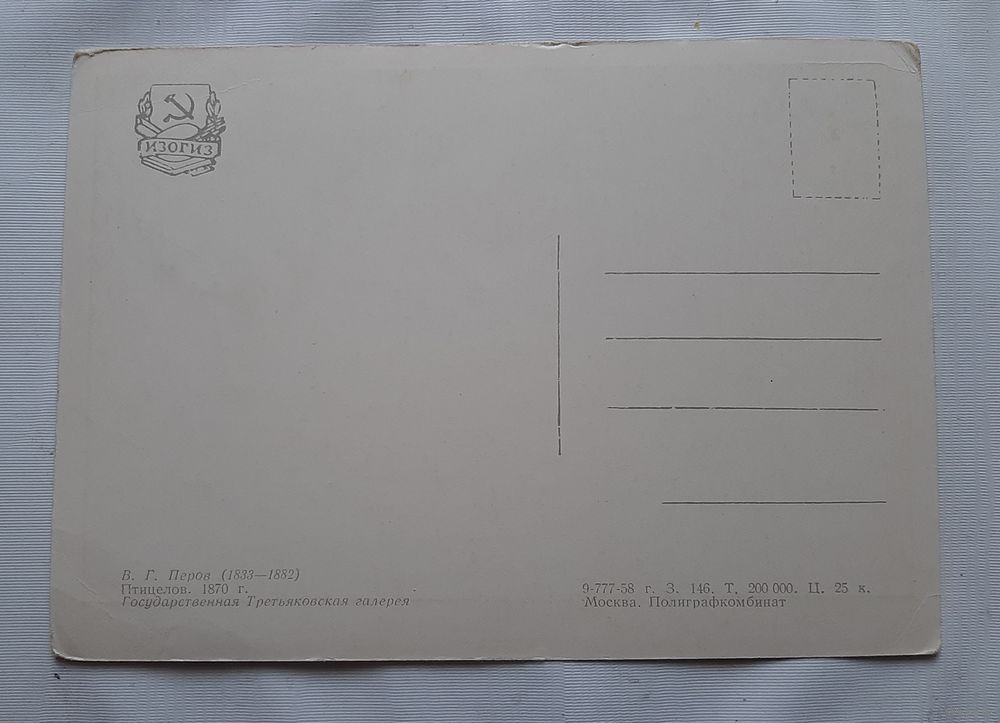 ИЗОГИЗ
В. Г. Перов (1833—1882)
Птицелов. 1870 г.
Государственная Третьяковская галерея
9-777-58 г. З. 146. Т. 200 000. Ц. 25 к.
Москва. Полиграфкомбинат